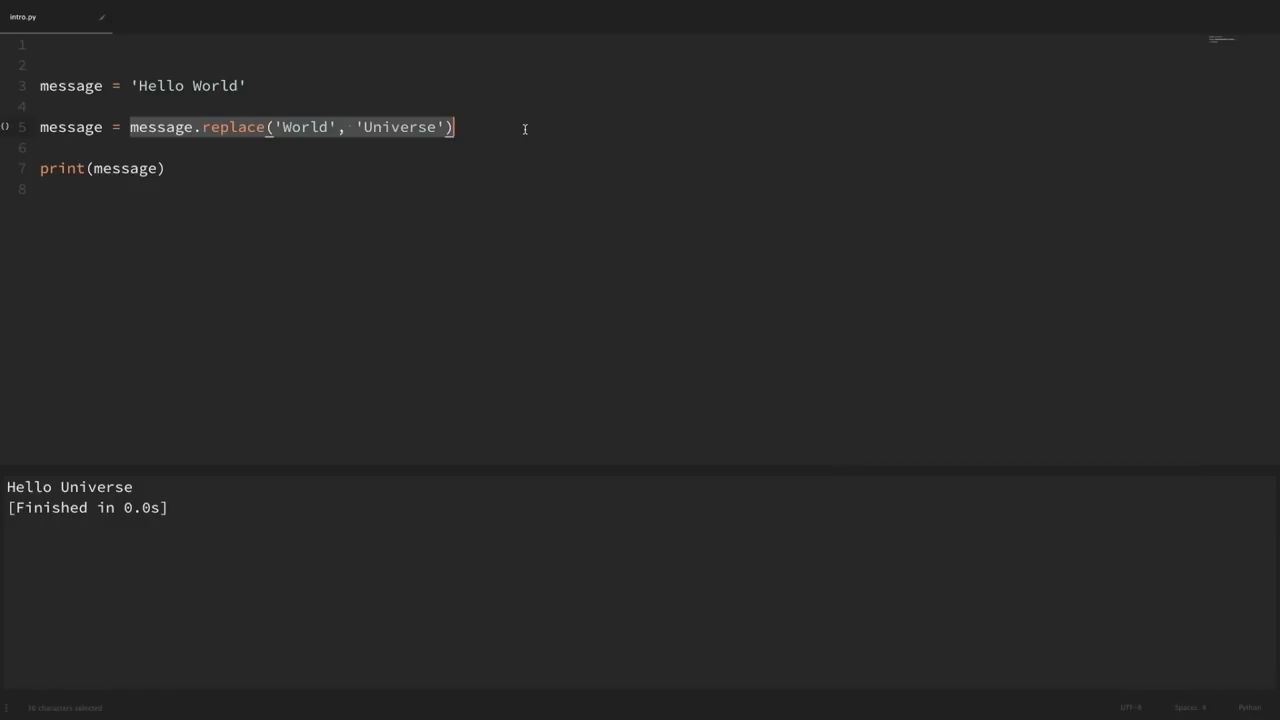 intro.py
1
2
3 message = 'Hello World'
4
() 5 message = message.replace('World', 'Universe')
6
7 print(message)
8
Hello Universe
[Finished in 0.0s]
36 characters selected
UTF-8 Spaces: 4 Python